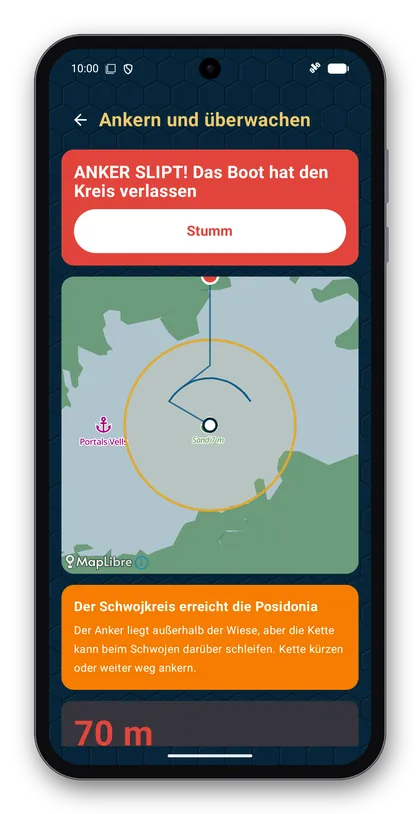 10:00
Ankern und überwachen
ANKER SLIPT! Das Boot hat den
Kreis verlassen
Stumm
Portals Vells
Sand 7 m
MapLibre
Der Schwojkreis erreicht die Posidonia
Der Anker liegt außerhalb der Wiese, aber die Kette
kann beim Schwojen darüber schleifen. Kette kürzen
oder weiter weg ankern.
70 m